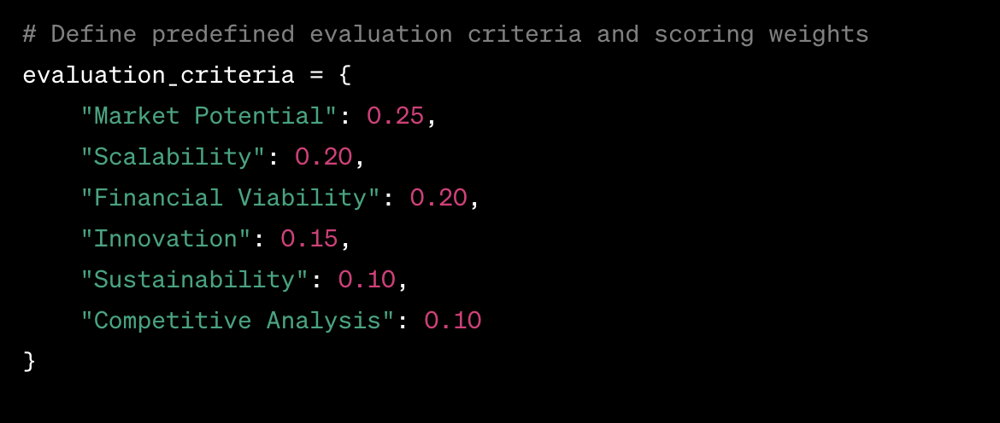 # Define predefined evaluation criteria and scoring weights
evaluation_criteria = {
    "Market Potential": 0.25,
    "Scalability": 0.20,
    "Financial Viability": 0.20,
    "Innovation": 0.15,
    "Sustainability": 0.10,
    "Competitive Analysis": 0.10
}